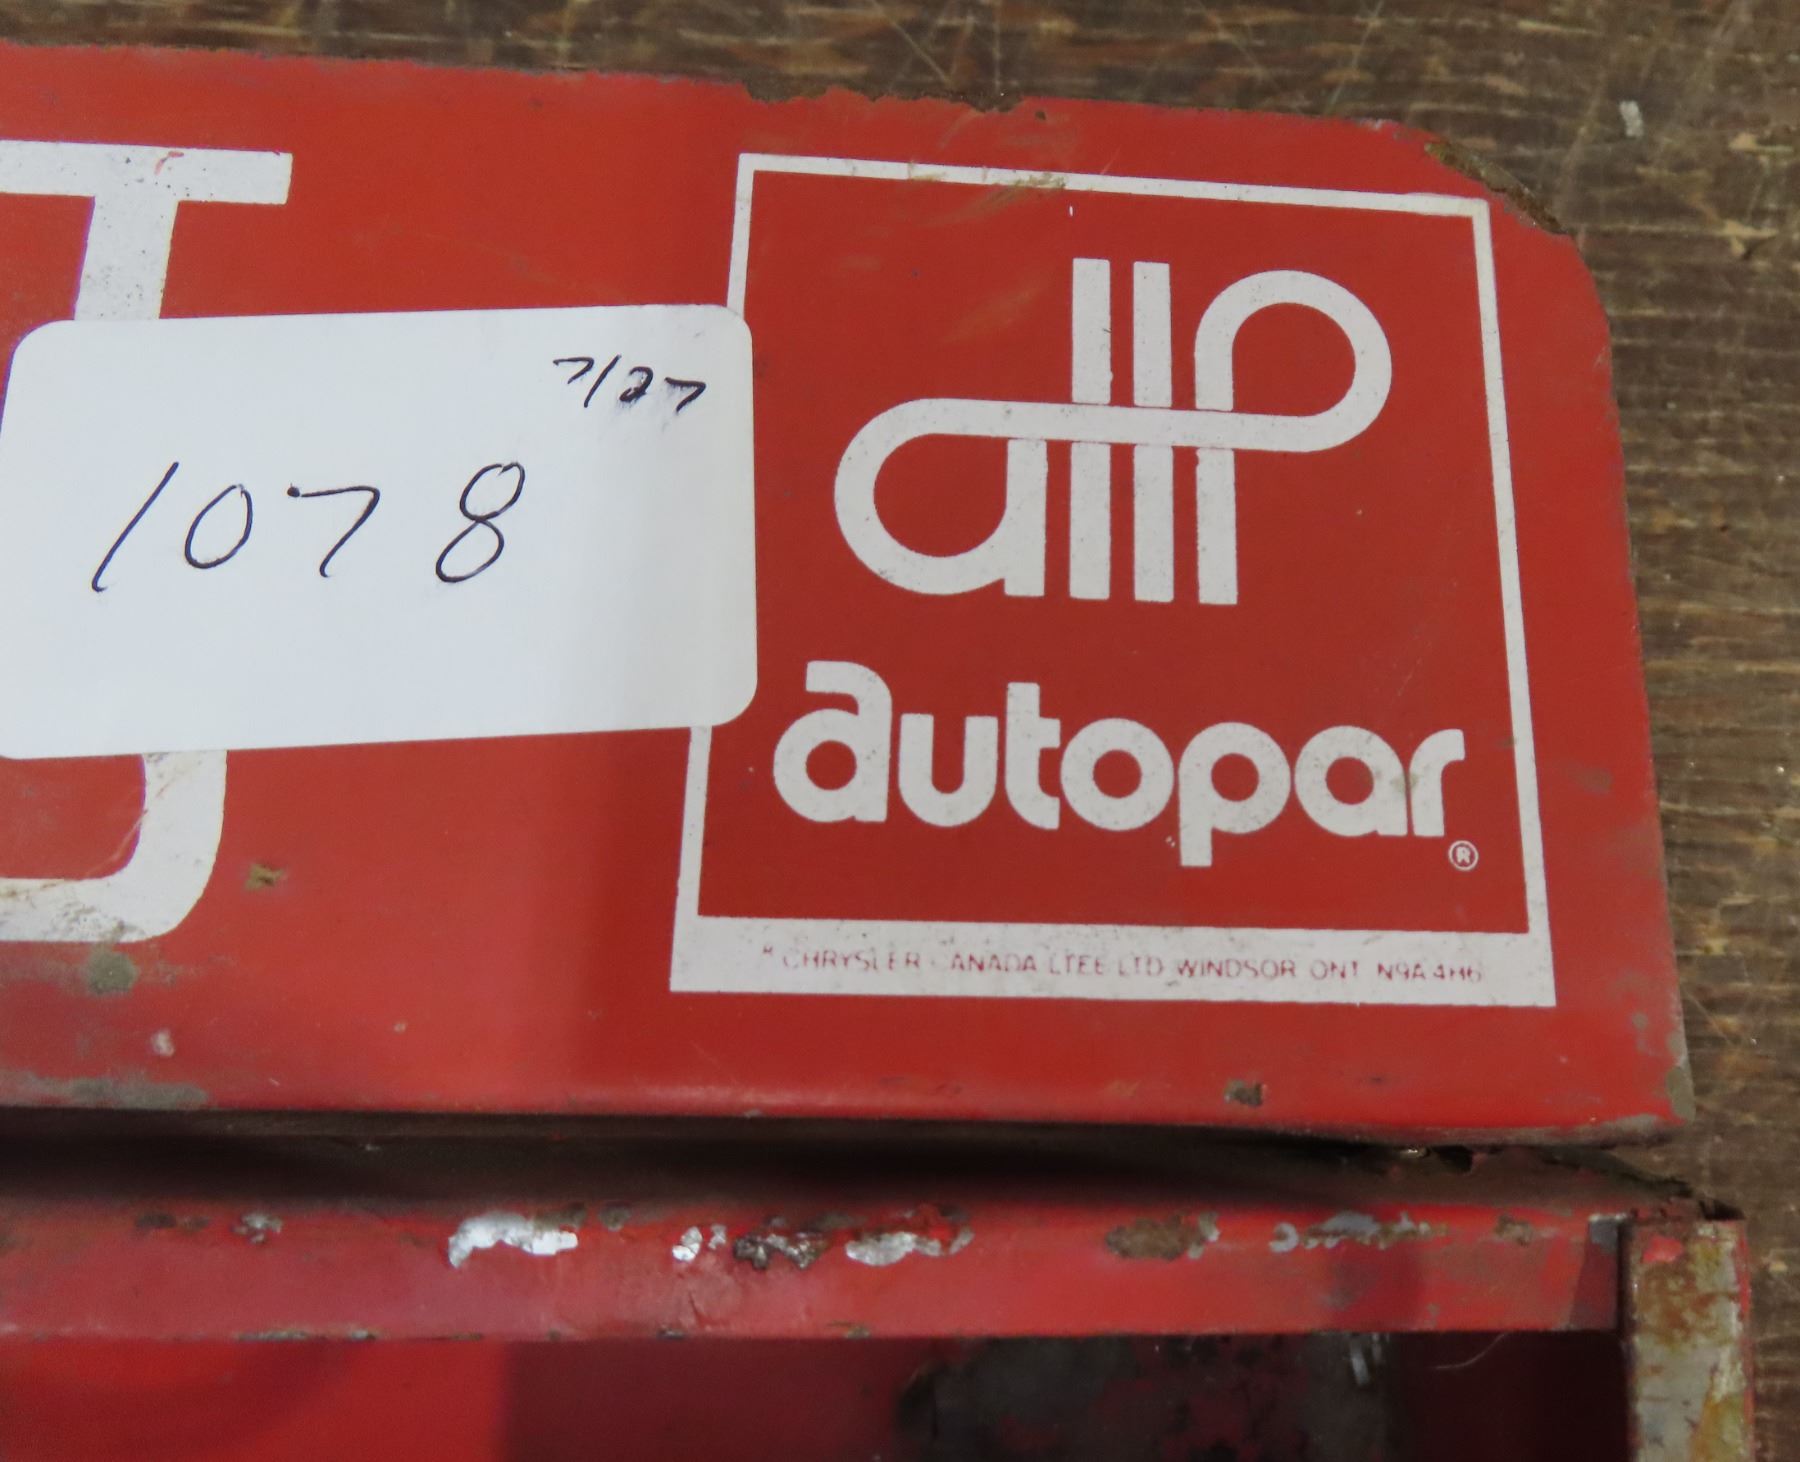 7/27
1078
autopar
®
® CHRYSLER CANADA LTEE LTD WINDSOR ONT N9A 4H6